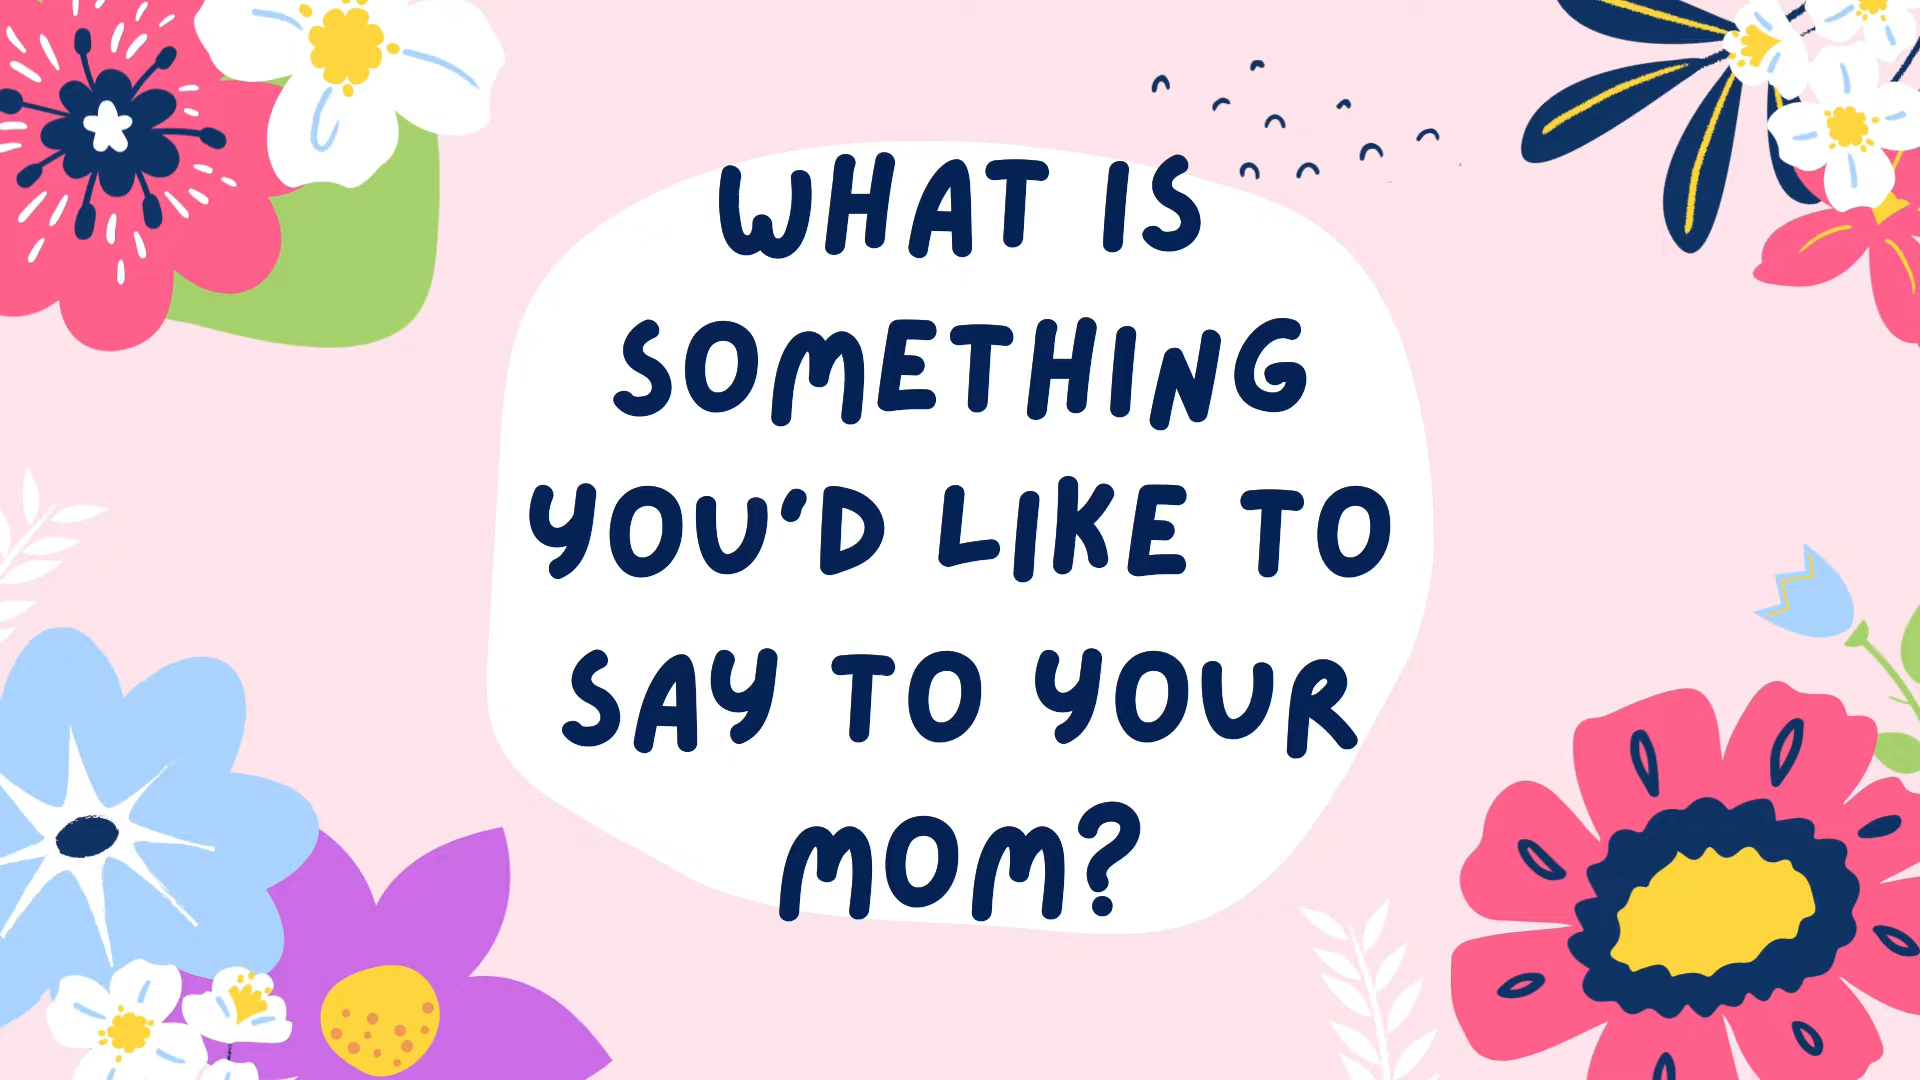 WHAT IS
SOMETHING
YOU'D LIKE TO
SAY TO YOUR
MOM?